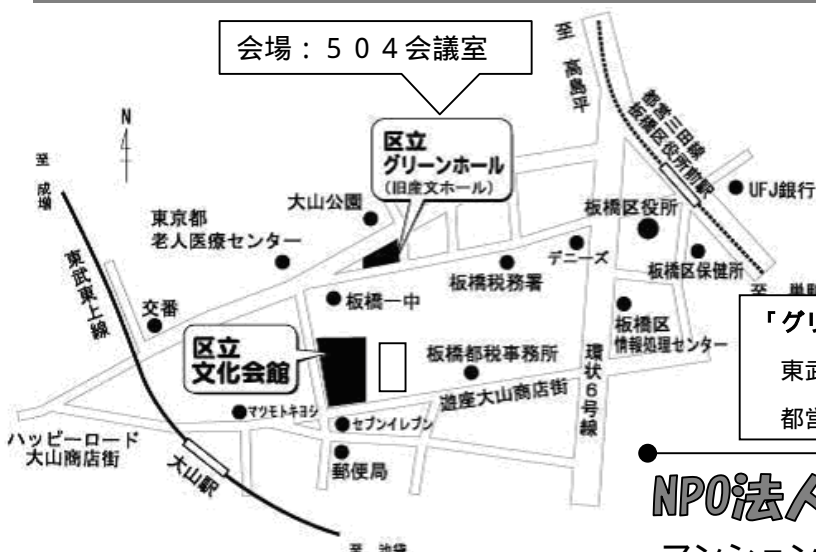 会場：５０４会議室
至 高島平
N
都営三田線
板橋区役所前駅
区立
グリーンホール
（旧産文ホール）
至 成増
UFJ銀行
大山公園
板橋区役所
東京都
老人医療センター
デニーズ
板橋区保健所
板橋税務署
東武東上線
至
交番
板橋一中
板橋区
情報処理センター
「グリ
区立
文化会館
板橋都税事務所
環状6号線
東武
遊座大山商店街
都営
マツモトキヨシ
セブンイレブン
ハッピーロード
大山商店街
大山駅
郵便局
NPO法人
マンション
至 池袋